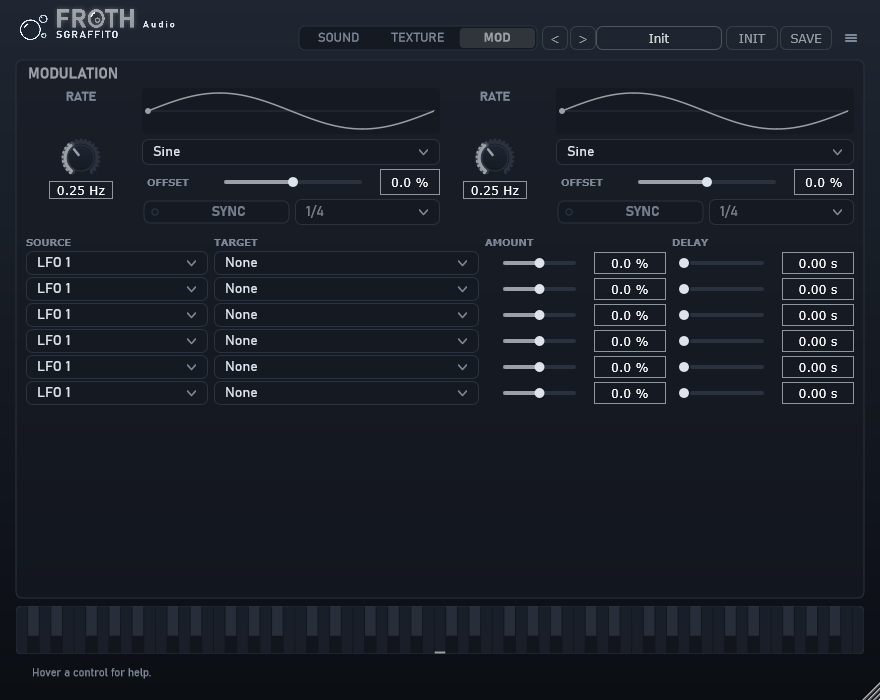 FROTH Audio
SGRAFFITO
SOUND TEXTURE MOD < > Init INIT SAVE
MODULATION
RATE RATE
Sine Sine
0.25 Hz OFFSET 0.0 % 0.25 Hz OFFSET 0.0 %
SYNC 1/4 SYNC 1/4
SOURCE TARGET AMOUNT DELAY
LFO 1 None 0.0 % 0.00 s
LFO 1 None 0.0 % 0.00 s
LFO 1 None 0.0 % 0.00 s
LFO 1 None 0.0 % 0.00 s
LFO 1 None 0.0 % 0.00 s
LFO 1 None 0.0 % 0.00 s
Hover a control for help.